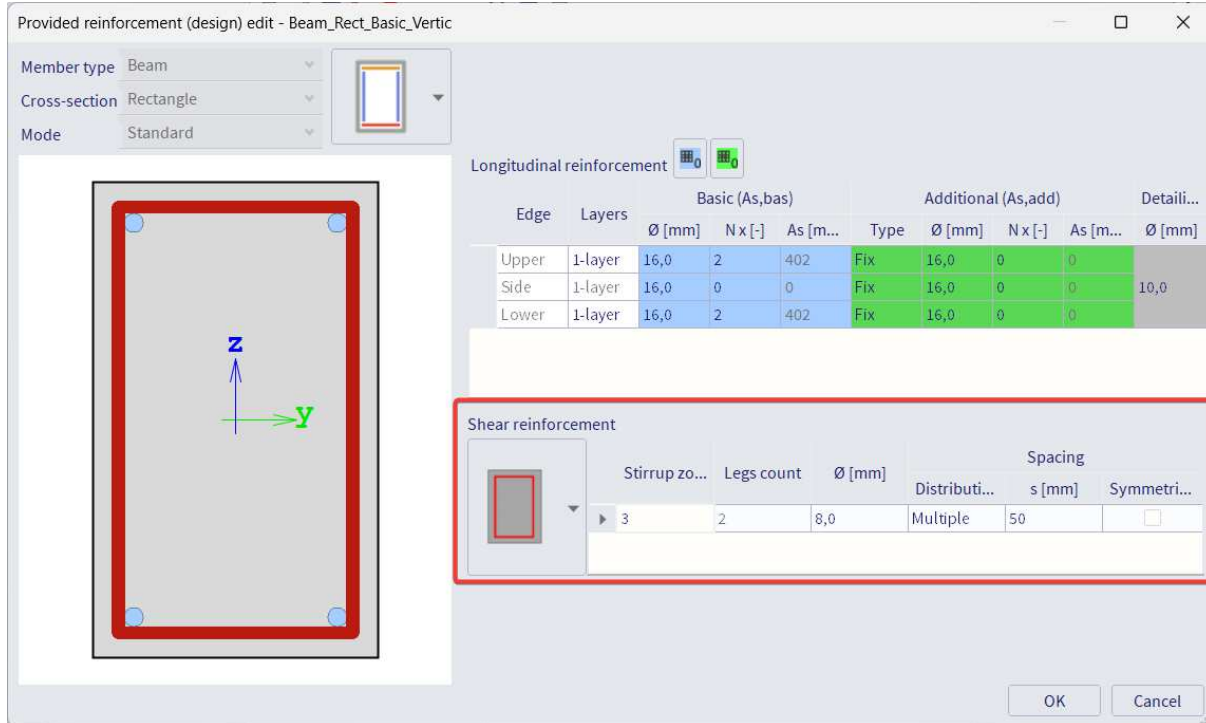 Provided reinforcement (design) edit - Beam_Rect_Basic_Vertic
Member type Beam
Cross-section Rectangle
Mode Standard
z
y
Longitudinal reinforcement
Edge Layers Basic (As,bas) Additional (As,add) Detaili...
Ø [mm] N x [-] As [m... Type Ø [mm] N x [-] As [m... Ø [mm]
Upper 1-layer 16,0 2 402 Fix 16,0 0 0
Side 1-layer 16,0 0 0 Fix 16,0 0 0 10,0
Lower 1-layer 16,0 2 402 Fix 16,0 0 0
Shear reinforcement
Stirrup zo... Legs count Ø [mm] Spacing
Distributi... s [mm] Symmetri...
3 2 8,0 Multiple 50
OK Cancel